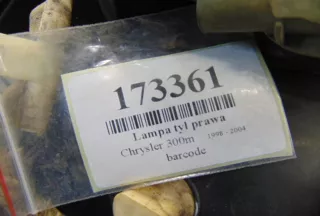 173361
Lampa tył prawa
Chrysler 300m 1998 - 2004
barcode